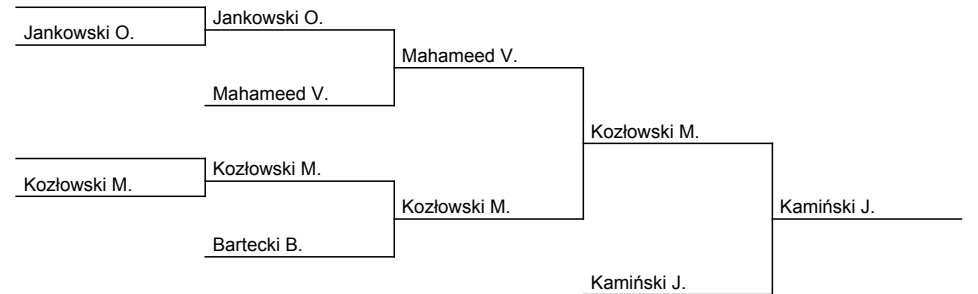 Jankowski O.
Jankowski O.
Mahameed V.
Mahameed V.
Kozłowski M.
Kozłowski M.
Kozłowski M.
Kozłowski M.
Kamiński J.
Bartecki B.
Kamiński J.